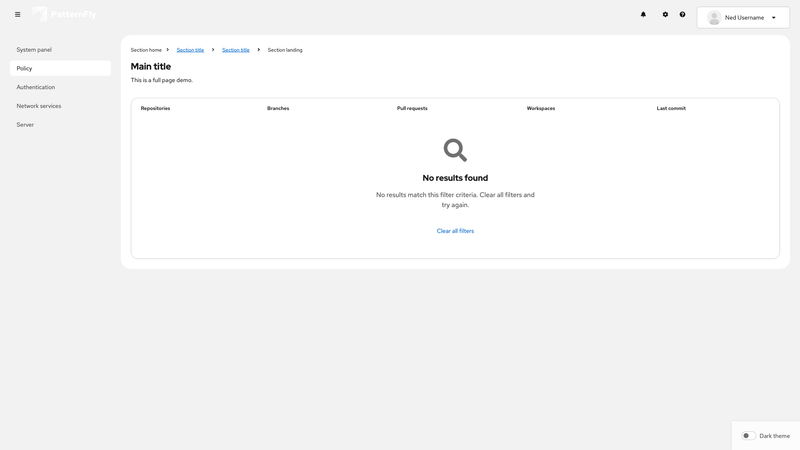 PatternFly
Ned Username
System panel
Policy
Authentication
Network services
Server
Section home > Section title > Section title > Section landing
Main title
This is a full page demo.
Repositories Branches Pull requests Workspaces Last commit
No results found
No results match this filter criteria. Clear all filters and
try again.
Clear all filters
Dark theme